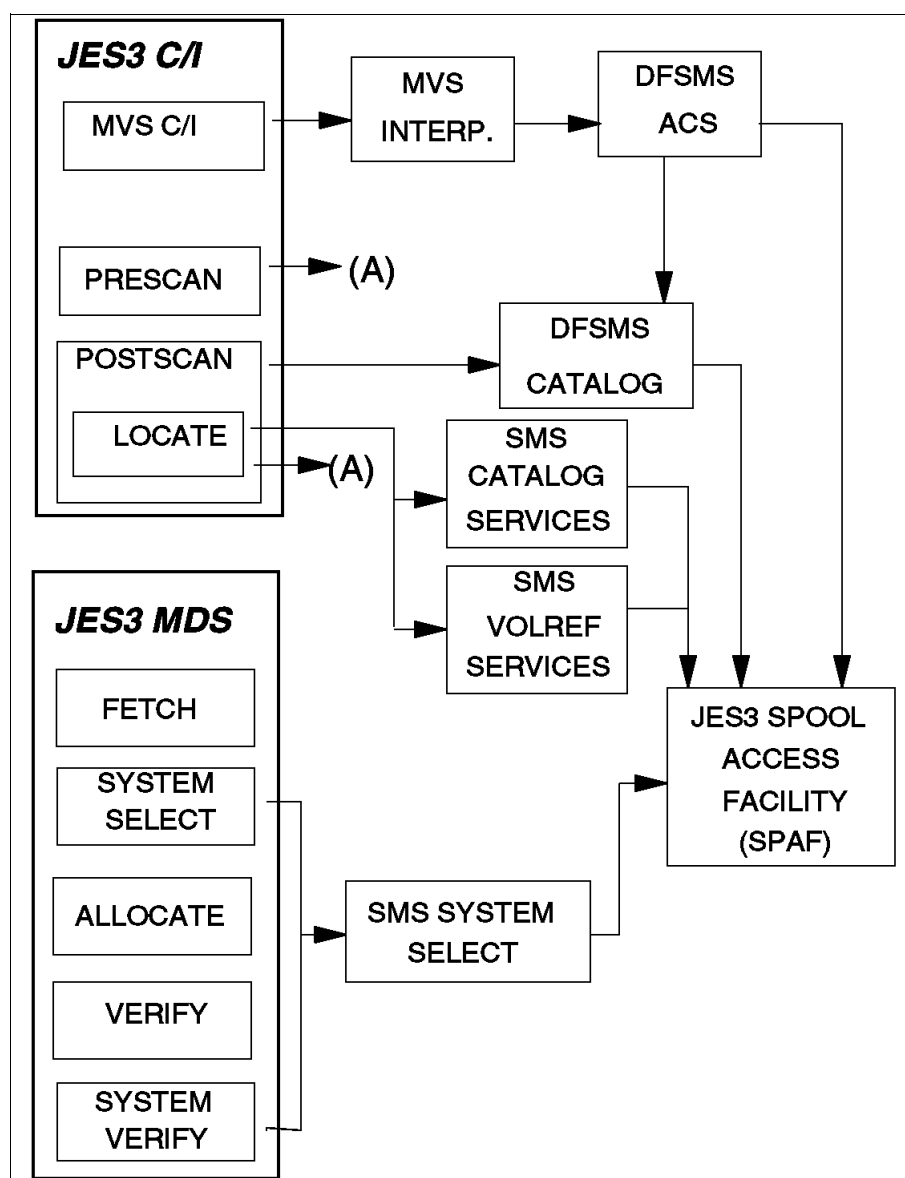 JES3 C/I
MVS C/I
MVS
INTERP.
DFSMS
ACS
PRESCAN
(A)
POSTSCAN
LOCATE
(A)
DFSMS
CATALOG
SMS
CATALOG
SERVICES
SMS
VOLREF
SERVICES
JES3 MDS
FETCH
SYSTEM
SELECT
ALLOCATE
VERIFY
SYSTEM
VERIFY
SMS SYSTEM
SELECT
JES3 SPOOL
ACCESS
FACILITY
(SPAF)